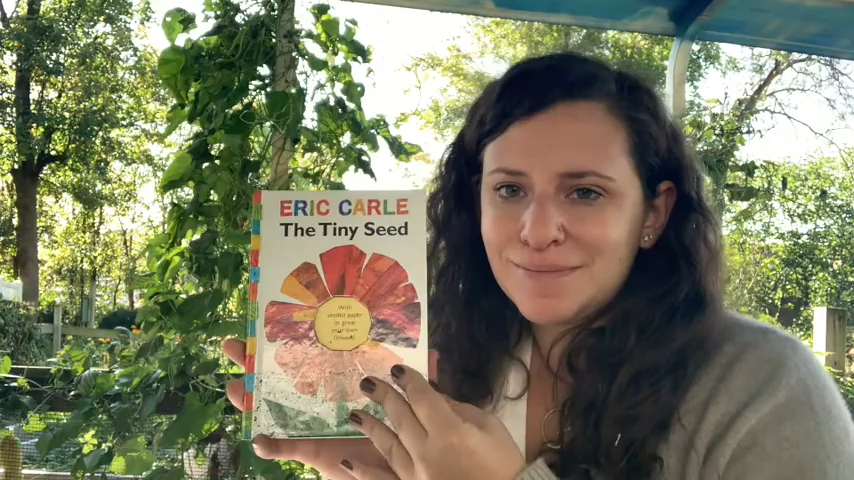 ERIC CARLE
The Tiny Seed
With
seeded paper
to grow
your own
flowers!